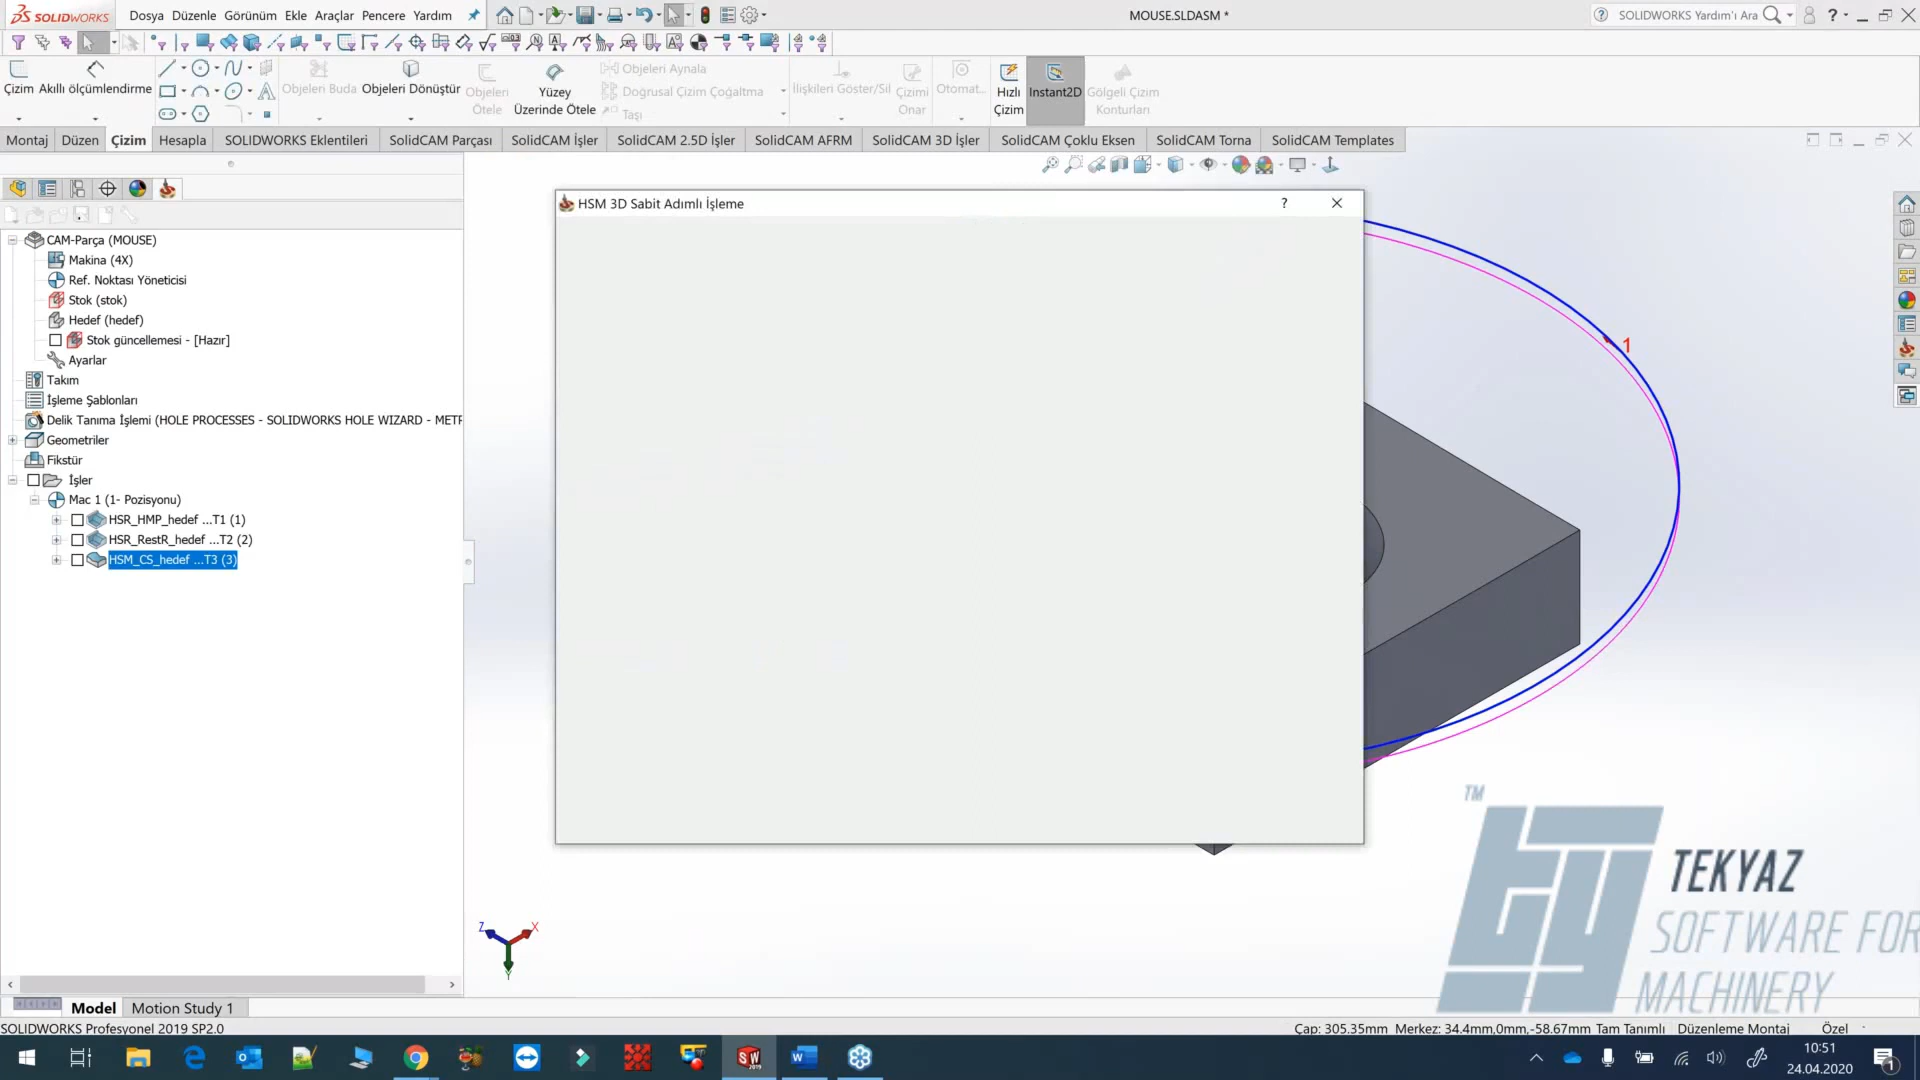 SOLIDWORKS Dosya Düzenle Görünüm Ekle Araçlar Pencere Yardım MOUSE.SLDASM * SOLIDWORKS Yardım'ı Ara
Çizim Akıllı ölçümlendirme Objeleri Buda Objeleri Dönüştür Objeleri Ötele Yüzey Üzerinde Ötele
Objeleri Aynala
Doğrusal Çizim Çoğaltma
Taşı
İlişkileri Göster/Sil Çizimi Onar Otomat... Hızlı Çizim Instant2D Gölgeli Çizim Konturları
Montaj Düzen Çizim Hesapla SOLIDWORKS Eklentileri SolidCAM Parçası SolidCAM İşler SolidCAM 2.5D İşler SolidCAM AFRM SolidCAM 3D İşler SolidCAM Çoklu Eksen SolidCAM Torna SolidCAM Templates
HSM 3D Sabit Adımlı İşleme
CAM-Parça (MOUSE)
Makina (4X)
Ref. Noktası Yöneticisi
Stok (stok)
Hedef (hedef)
Stok güncellemesi - [Hazır]
Ayarlar
Takım
İşleme Şablonları
Delik Tanıma İşlemi (HOLE PROCESSES - SOLIDWORKS HOLE WIZARD - METF
Geometriler
Fikstür
İşler
Mac 1 (1- Pozisyonu)
HSR_HMP_hedef ...T1 (1)
HSR_RestR_hedef ...T2 (2)
HSM_CS_hedef ...T3 (3)
1
Z X
Y
TM
TEKYAZ
SOFTWARE FOR
MACHINERY
Model Motion Study 1
SOLIDWORKS Profesyonel 2019 SP2.0 Çap: 305.35mm Merkez: 34.4mm,0mm,-58.67mm Tam Tanımlı Düzenleme Montaj Özel
10:51
24.04.2020
1